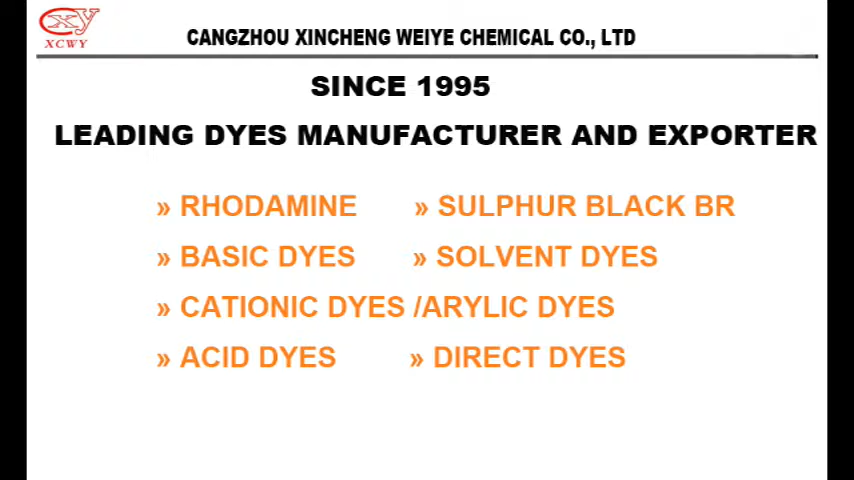 xy
XCWY
CANGZHOU XINCHENG WEIYE CHEMICAL CO., LTD
SINCE 1995
LEADING DYES MANUFACTURER AND EXPORTER
» RHODAMINE » SULPHUR BLACK BR
» BASIC DYES » SOLVENT DYES
» CATIONIC DYES /ARYLIC DYES
» ACID DYES » DIRECT DYES